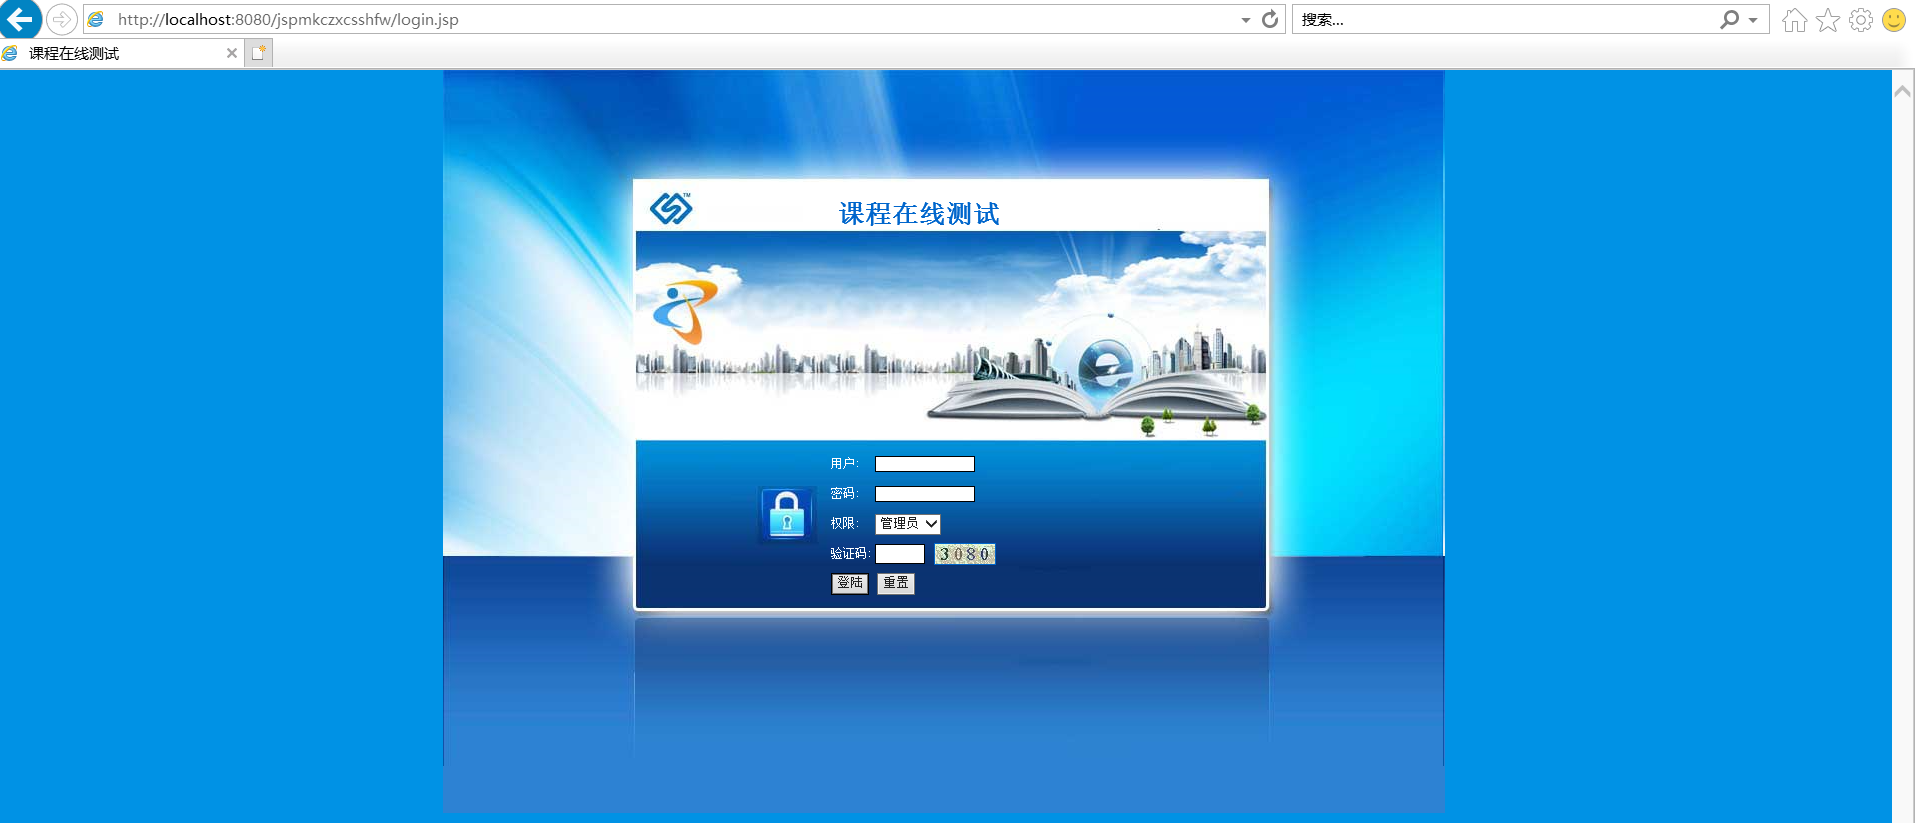 http://localhost:8080/jspmkczxcsshfw/login.jsp
搜索...
课程在线测试
TM
课程在线测试
用户:
密码:
权限: 管理员
验证码: 3080
登陆 重置